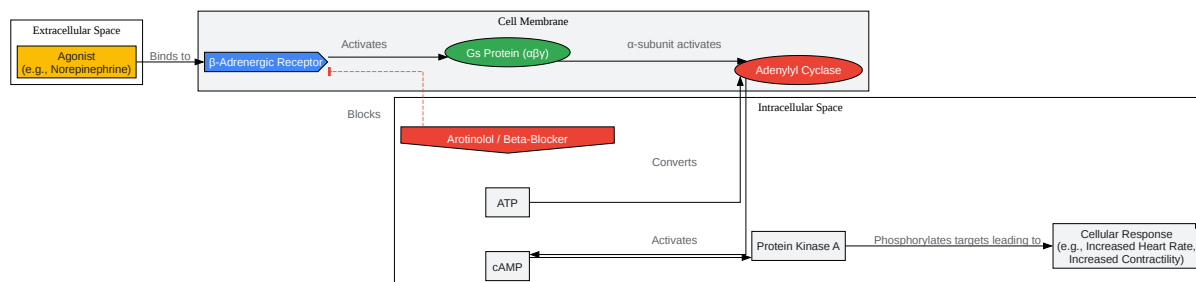 Extracellular Space
Agonist
(e.g., Norepinephrine)
Binds to
Cell Membrane
β-Adrenergic Receptor
Activates
Gs Protein (αβγ)
α-subunit activates
Adenylyl Cyclase
Intracellular Space
Blocks
Arotinolol / Beta-Blocker
Converts
ATP
Activates
cAMP
Protein Kinase A
Phosphorylates targets leading to
Cellular Response
(e.g., Increased Heart Rate,
Increased Contractility)